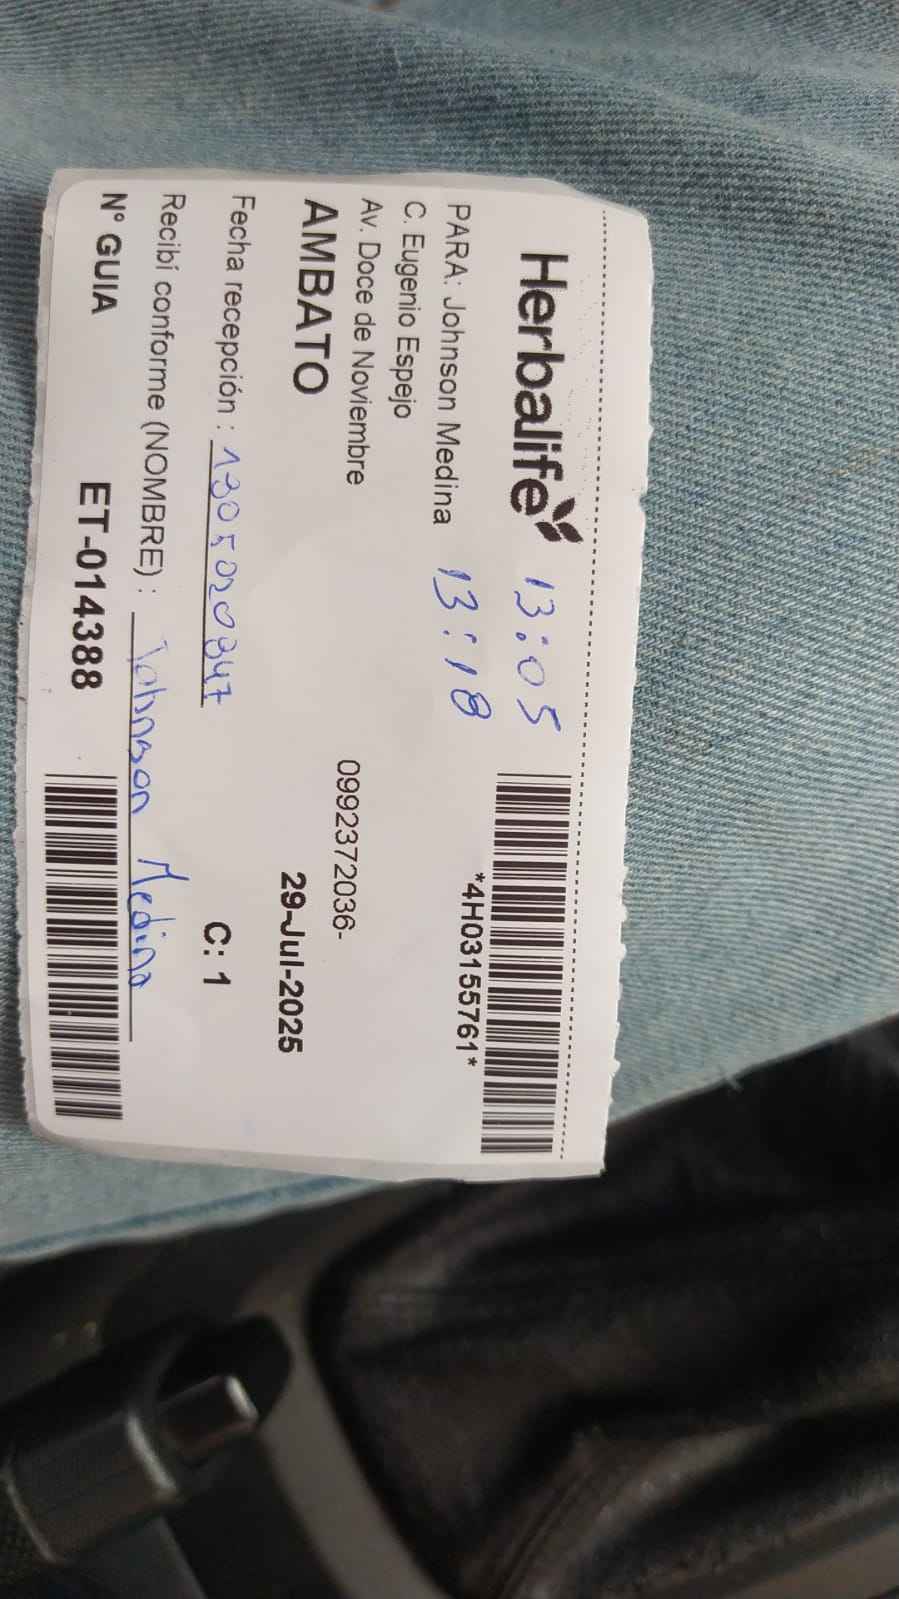 Herbalife
13:05
*4H03155761*
PARA: Johnson Medina
13:18
C. Eugenio Espejo
Av. Doce de Noviembre
0992372036-
AMBATO
29-Jul-2025
Fecha recepción : 1305020847
C: 1
Recibí conforme (NOMBRE) : Johnson Medina
N° GUIA
ET-014388